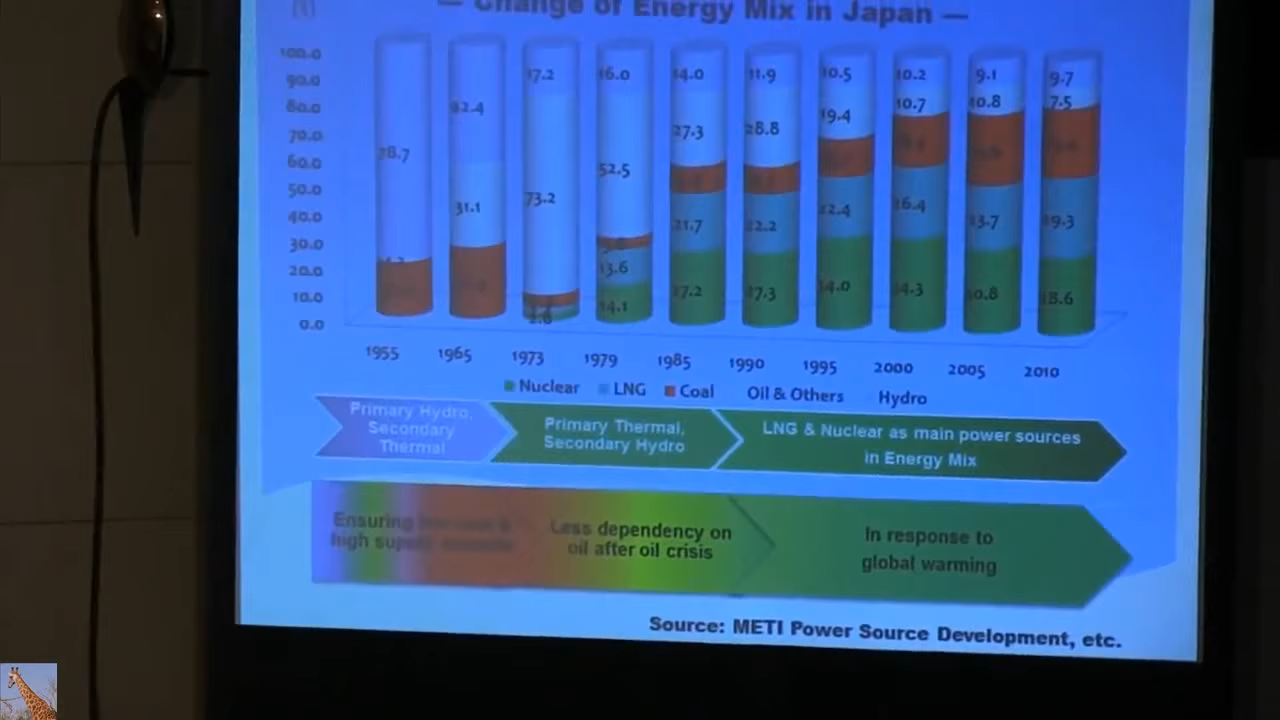 — Change of Energy Mix in Japan —
100.0
90.0
80.0
70.0
60.0
50.0
40.0
30.0
20.0
10.0
0.0
78.7
31.1
17.2
73.2
16.0
52.5
13.6
14.1
14.0
27.3
21.7
27.2
11.9
28.8
22.2
27.3
10.5
19.4
22.4
34.0
10.2
10.7
26.4
34.3
9.1
10.8
23.7
30.8
9.7
7.5
1955 1965 1973 1979 1985 1990 1995 2000 2005 2010
Nuclear LNG Coal Oil & Others Hydro
Primary Hydro,
Secondary
Thermal
Primary Thermal,
Secondary Hydro
LNG & Nuclear as main power sources
in Energy Mix
Ensuring
high supply
Less dependency on
oil after oil crisis
In response to
global warming
Source: METI Power Source Development, etc.